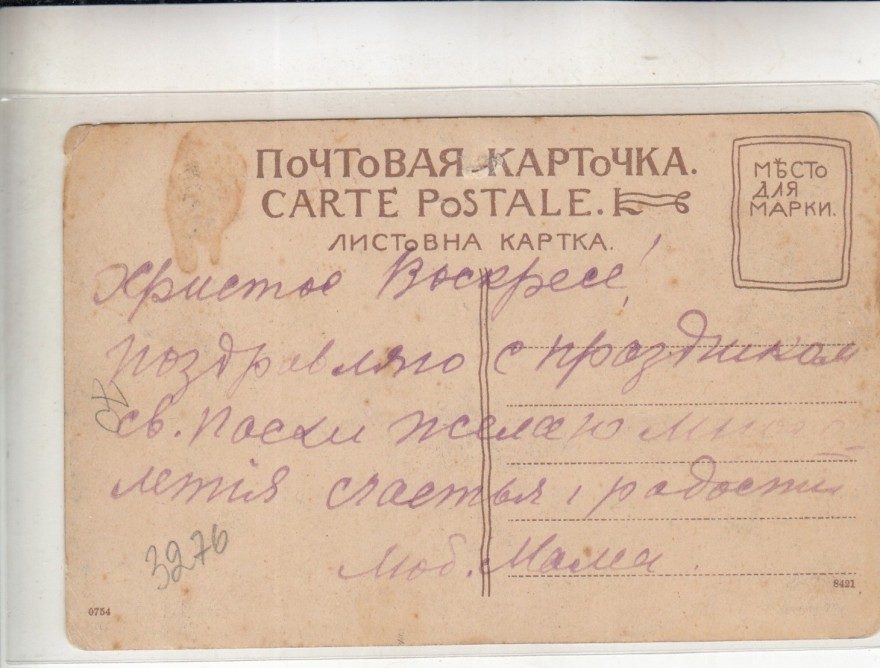 ПОЧТОВАЯ КАРТОЧКА.
CARTE POSTALE.
ЛИСТОВНА КАРТКА.
МѢСТО
ДЛЯ
МАРКИ.
Христос Воскресе!
поздравляю с праздником
св. Пасхи желаю много
летія счастья, радости
Люб. Мама.
3276
0754
8421